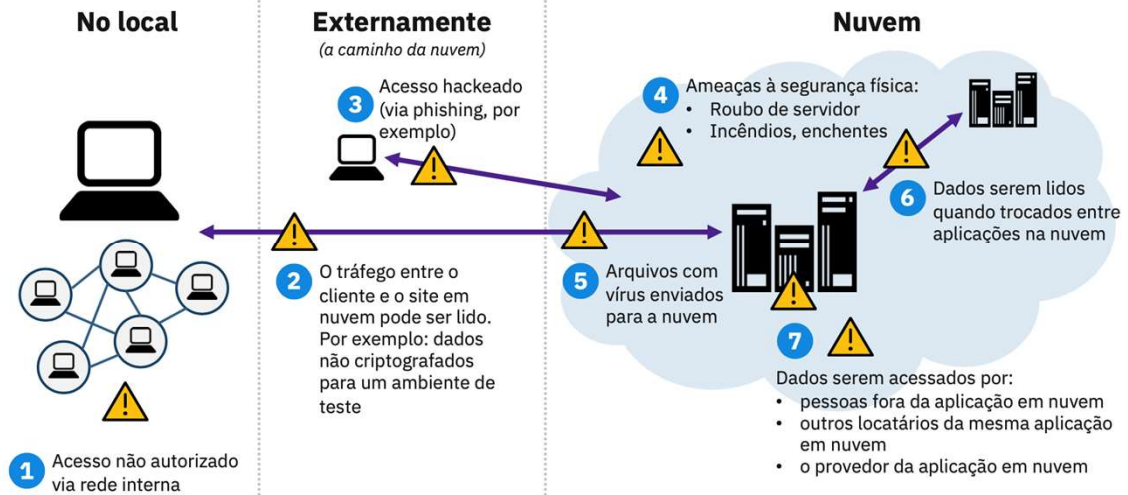 No local
1
Acesso não autorizado
via rede interna
Externamente
(a caminho da nuvem)
3
Acesso hackeado
(via phishing, por
exemplo)
2
O tráfego entre o
cliente e o site em
nuvem pode ser lido.
Por exemplo: dados
não criptografados
para um ambiente de
teste
Nuvem
4
Ameaças à segurança física:
• Roubo de servidor
• Incêndios, enchentes
5
Arquivos com
vírus enviados
para a nuvem
6
Dados serem lidos
quando trocados entre
aplicações na nuvem
7
Dados serem acessados por:
• pessoas fora da aplicação em nuvem
• outros locatários da mesma aplicação
em nuvem
• o provedor da aplicação em nuvem